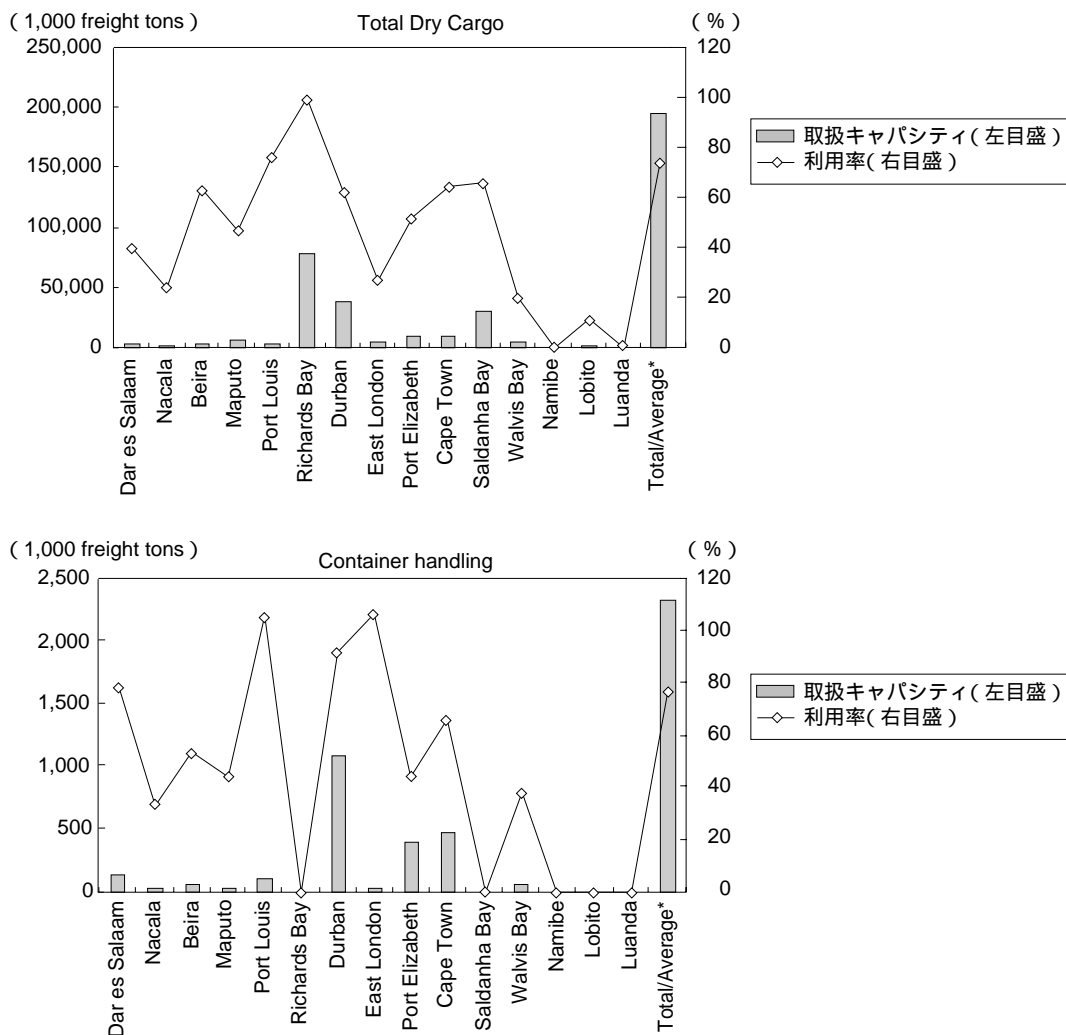 ( 1,000 freight tons )
Total Dry Cargo
( % )
250,000
200,000
150,000
100,000
50,000
0
120
100
80
60
40
20
0
取扱キャパシティ( 左目盛 )
利用率( 右目盛 )
Dar es Salaam
Nacala
Beira
Maputo
Port Louis
Richards Bay
Durban
East London
Port Elizabeth
Cape Town
Saldanha Bay
Walvis Bay
Namibe
Lobito
Luanda
Total/Average*
( 1,000 freight tons )
Container handling
( % )
2,500
2,000
1,500
1,000
500
0
120
100
80
60
40
20
0
取扱キャパシティ( 左目盛 )
利用率( 右目盛 )
Dar es Salaam
Nacala
Beira
Maputo
Port Louis
Richards Bay
Durban
East London
Port Elizabeth
Cape Town
Saldanha Bay
Walvis Bay
Namibe
Lobito
Luanda
Total/Average*